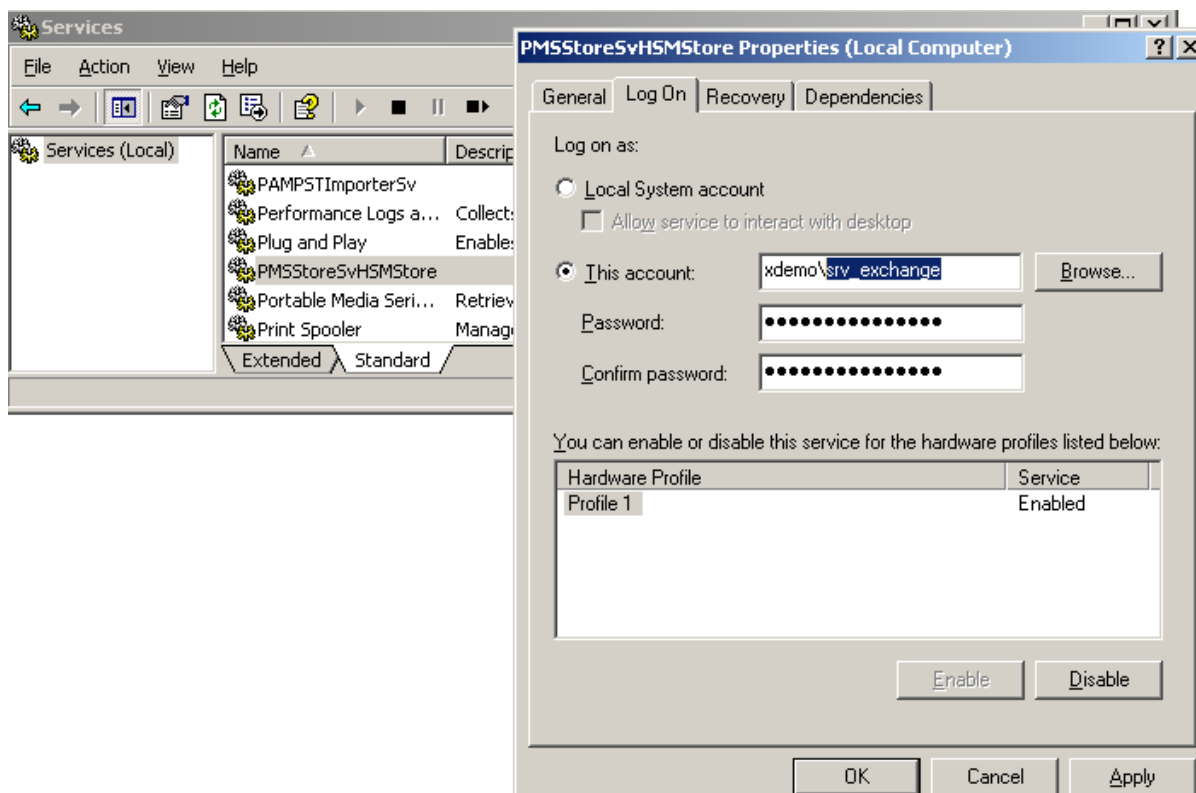 Services
File Action View Help
Services (Local)
Name Descrip
PAMPSTImporterSv
Performance Logs a... Collects
Plug and Play Enables
PMSStoreSvHSMStore
Portable Media Seri... Retriev
Print Spooler Manag
Extended Standard
PMSStoreSvHSMStore Properties (Local Computer)
General Log On Recovery Dependencies
Log on as:
Local System account
Allow service to interact with desktop
This account: xdemo\srv_exchange Browse...
Password: ●●●●●●●●●●●●●●●
Confirm password: ●●●●●●●●●●●●●●●
You can enable or disable this service for the hardware profiles listed below:
Hardware Profile Service
Profile 1 Enabled
Enable Disable
OK Cancel Apply